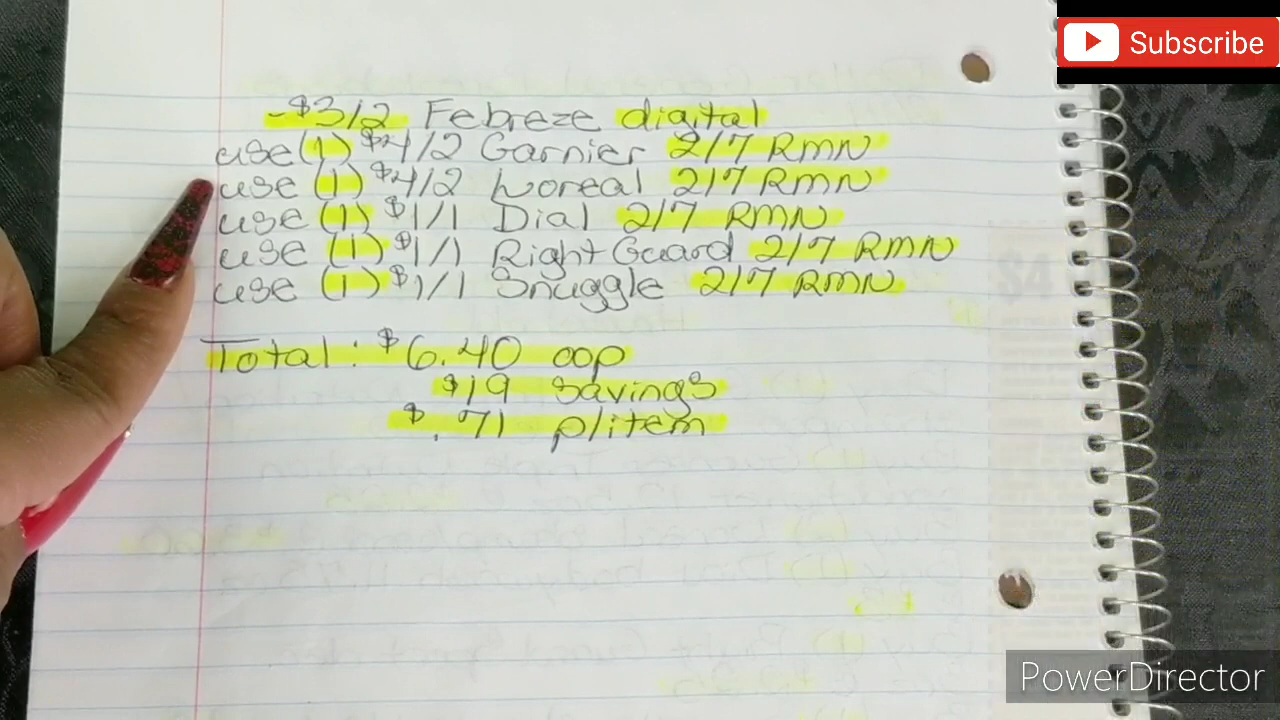 Subscribe
-$3/2 Febreze digital
use (1) $4/2 Garnier 2/7 RMN
use (1) $4/2 Loreal 2/7 RMN
use (1) $1/1 Dial 2/7 RMN
use (1) $1/1 Right Guard 2/7 RMN
use (1) $1/1 Snuggle 2/7 RMN
Total: $6.40 oop
$19 savings
$.71 p/item
PowerDirector